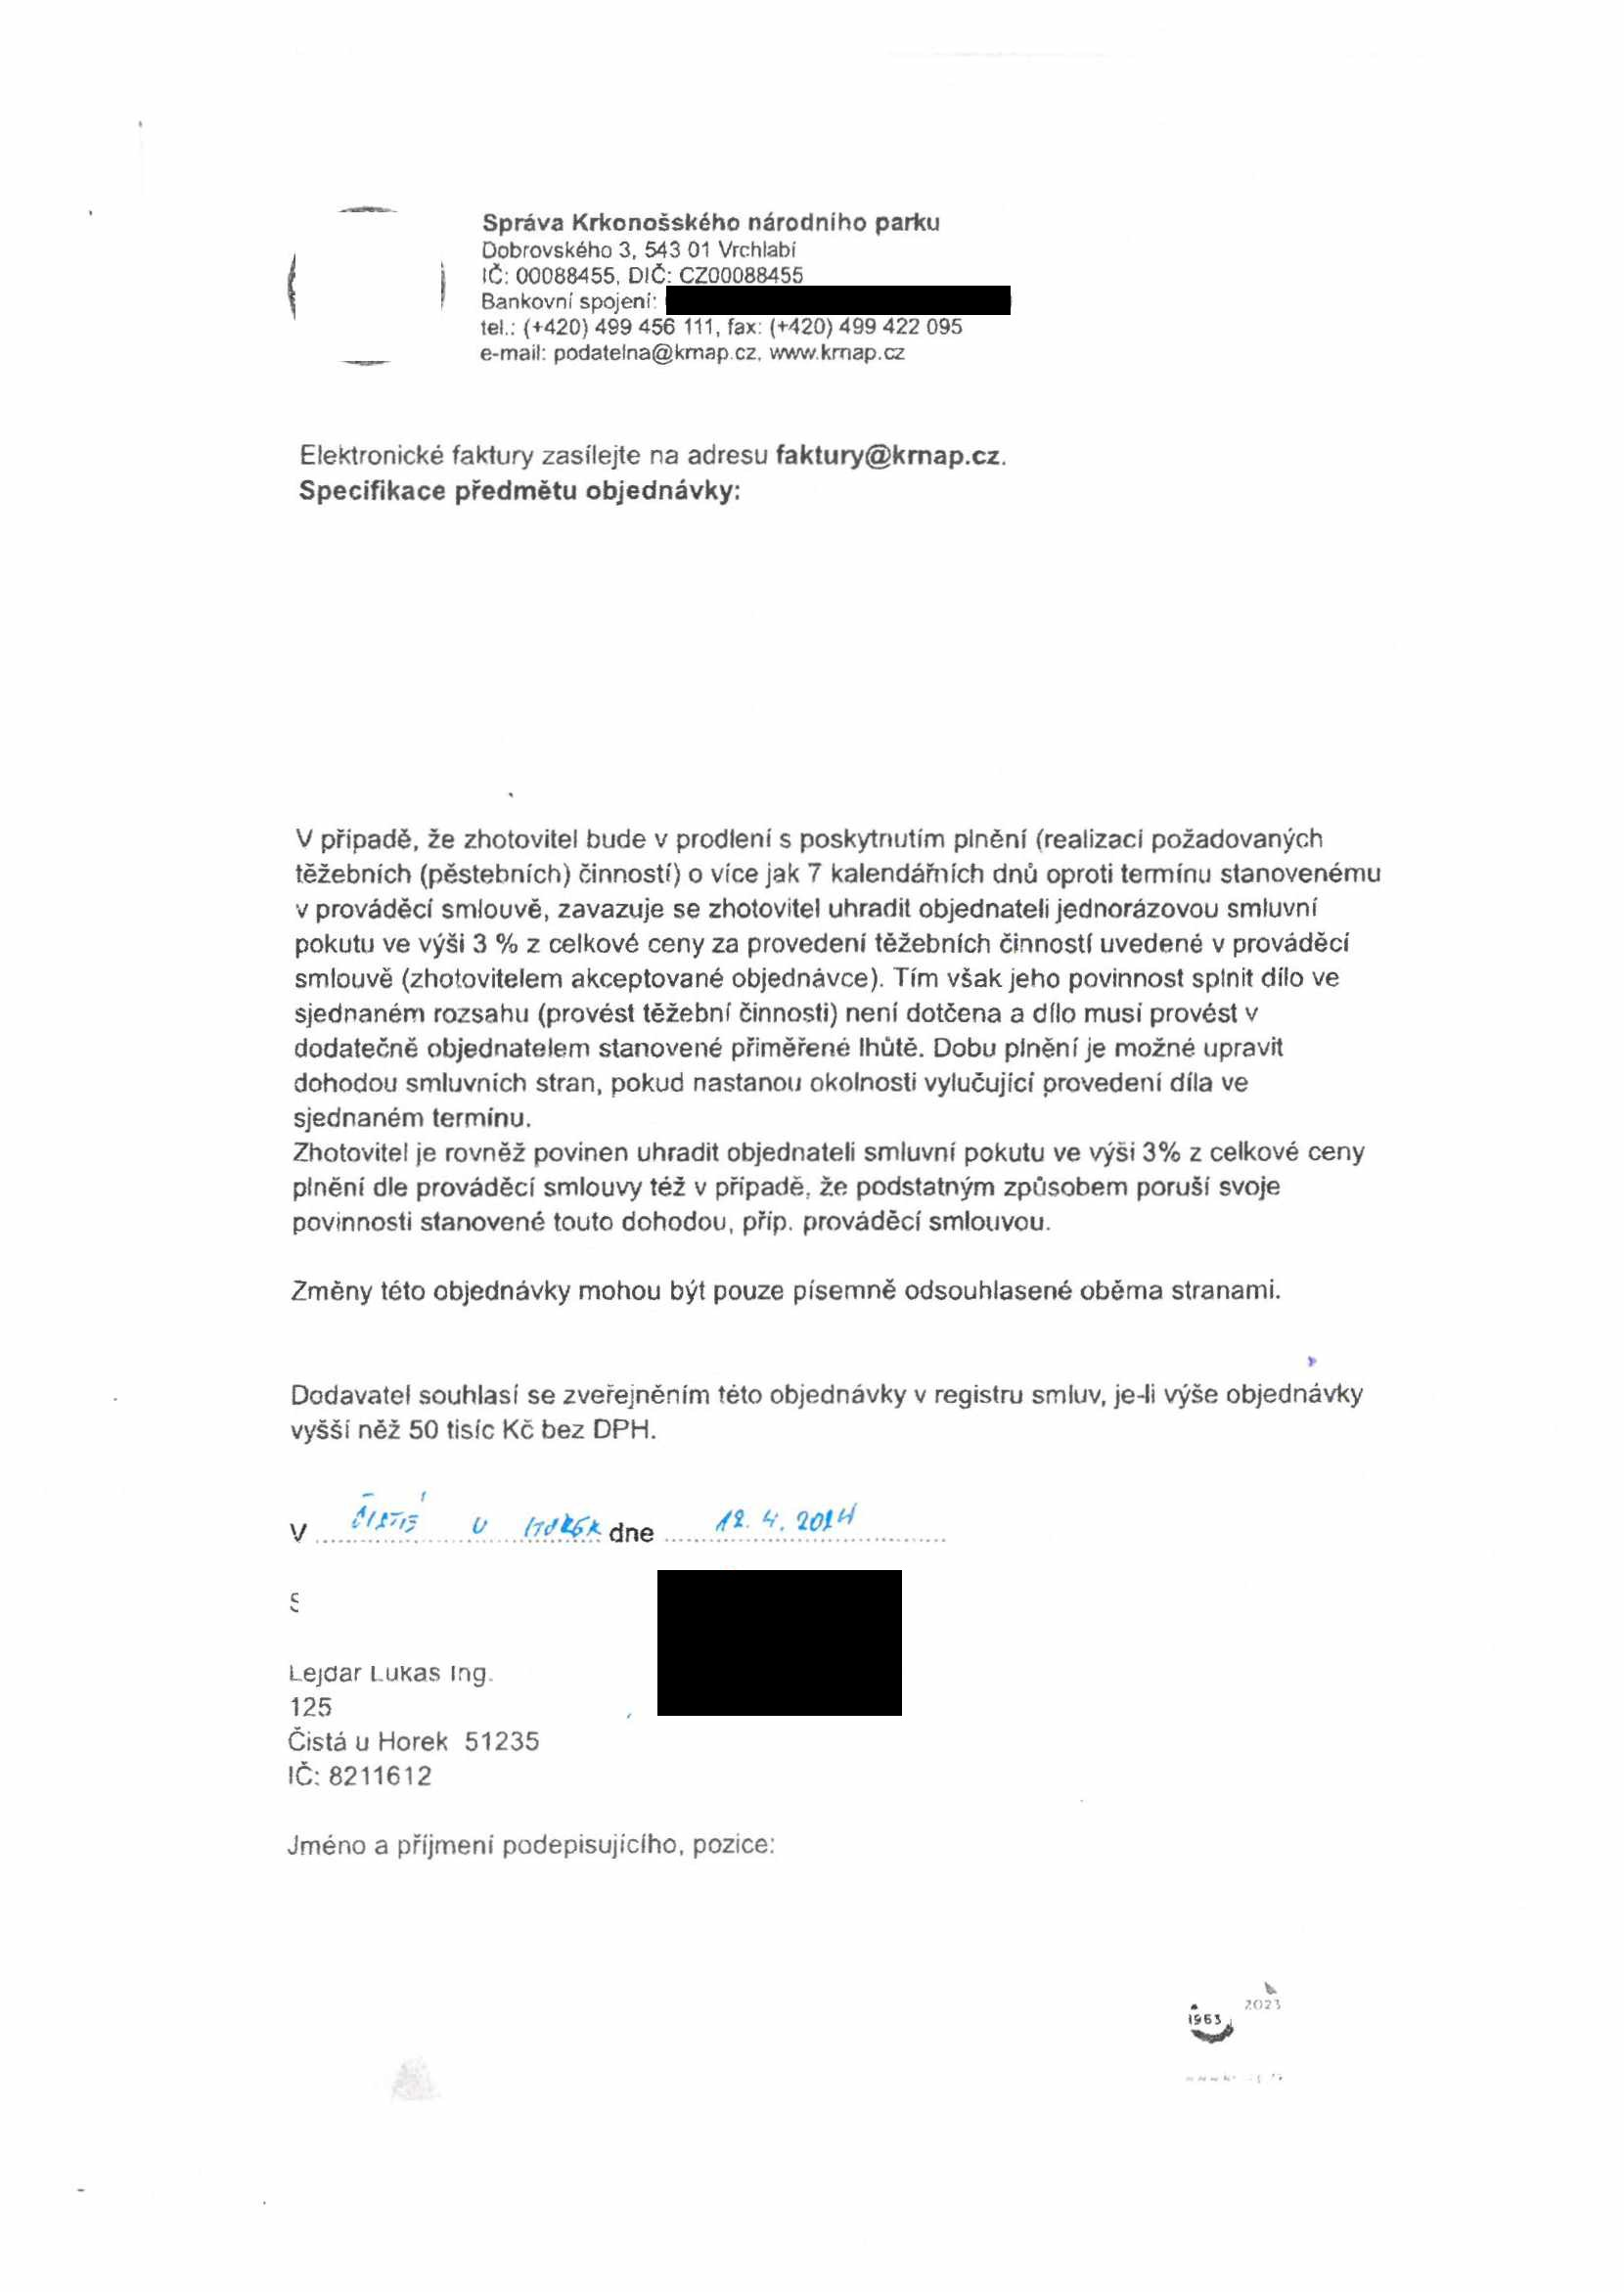 Správa Krkonošského národního parku
Dobrovského 3, 543 01 Vrchlabí
IČ: 00088455, DIČ: CZ00088455
Bankovní spojení:
tel.: (+420) 499 456 111, fax: (+420) 499 422 095
e-mail: podatelna@krnap.cz, www.krnap.cz
Elektronické faktury zasílejte na adresu faktury@krnap.cz.
Specifikace předmětu objednávky:
V případě, že zhotovitel bude v prodlení s poskytnutím plnění (realizací požadovaných
těžebních (pěstebních) činností) o více jak 7 kalendářních dnů oproti termínu stanovenému
v prováděcí smlouvě, zavazuje se zhotovitel uhradit objednateli jednorázovou smluvní
pokutu ve výši 3 % z celkové ceny za provedení těžebních činností uvedené v prováděcí
smlouvě (zhotovitelem akceptované objednávce). Tím však jeho povinnost splnit dílo ve
sjednaném rozsahu (provést těžební činnosti) není dotčena a dílo musí provést v
dodatečně objednatelem stanovené přiměřené lhůtě. Dobu plnění je možné upravit
dohodou smluvních stran, pokud nastanou okolnosti vylučující provedení díla ve
sjednaném termínu.
Zhotovitel je rovněž povinen uhradit objednateli smluvní pokutu ve výši 3% z celkové ceny
plnění dle prováděcí smlouvy též v případě, že podstatným způsobem poruší svoje
povinnosti stanovené touto dohodou, příp. prováděcí smlouvou.
Změny této objednávky mohou být pouze písemně odsouhlasené oběma stranami.
Dodavatel souhlasí se zveřejněním této objednávky v registru smluv, je-li výše objednávky
vyšší něž 50 tisíc Kč bez DPH.
V ČISTÁ U HOREK dne 12. 4.
Lejdar Lukas Ing.
125
Čistá u Horek 51235
IČ: 8211612
Jméno a příjmení podepisujícího, pozice:
1963 2023